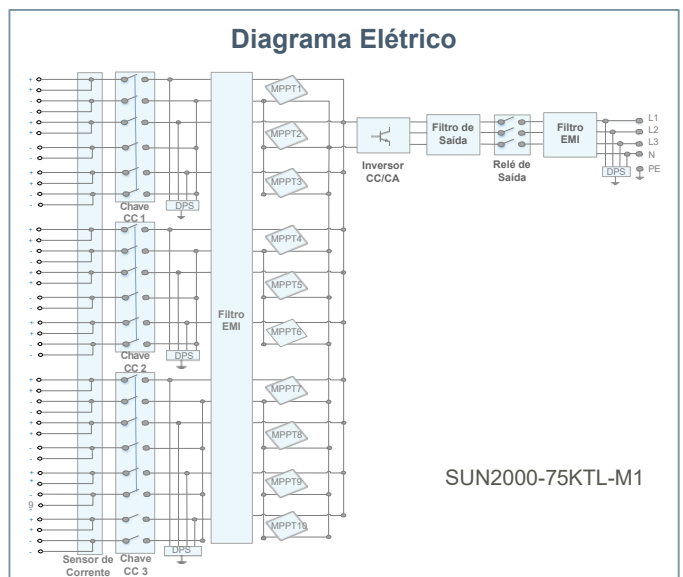 Diagrama Elétrico
MPPT1
MPPT2
MPPT3
Chave
CC 1
DPS
Inversor
CC/CA
Filtro de
Saída
Relé de
Saída
Filtro
EMI
L1
L2
L3
N
PE
DPS
MPPT4
MPPT5
MPPT6
Filtro
EMI
Chave
CC 2
DPS
MPPT7
MPPT8
MPPT9
MPPT10
SUN2000-75KTL-M1
9
DPS
Sensor de
Corrente
Chave
CC 3